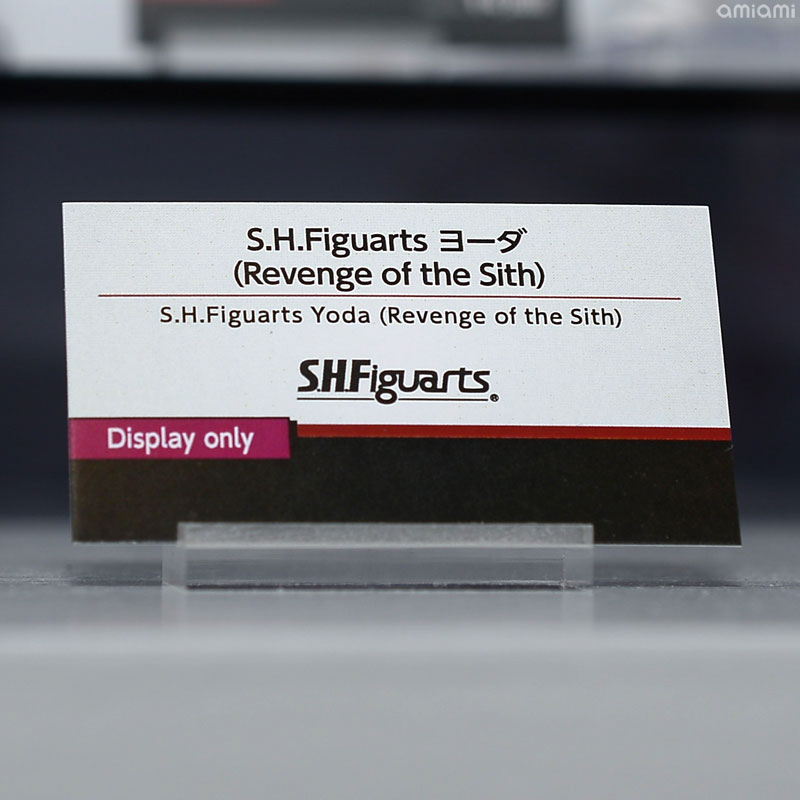 amiami
S.H.Figuarts ヨーダ
(Revenge of the Sith)
S.H.Figuarts Yoda (Revenge of the Sith)
S.H.Figuarts®
Display only